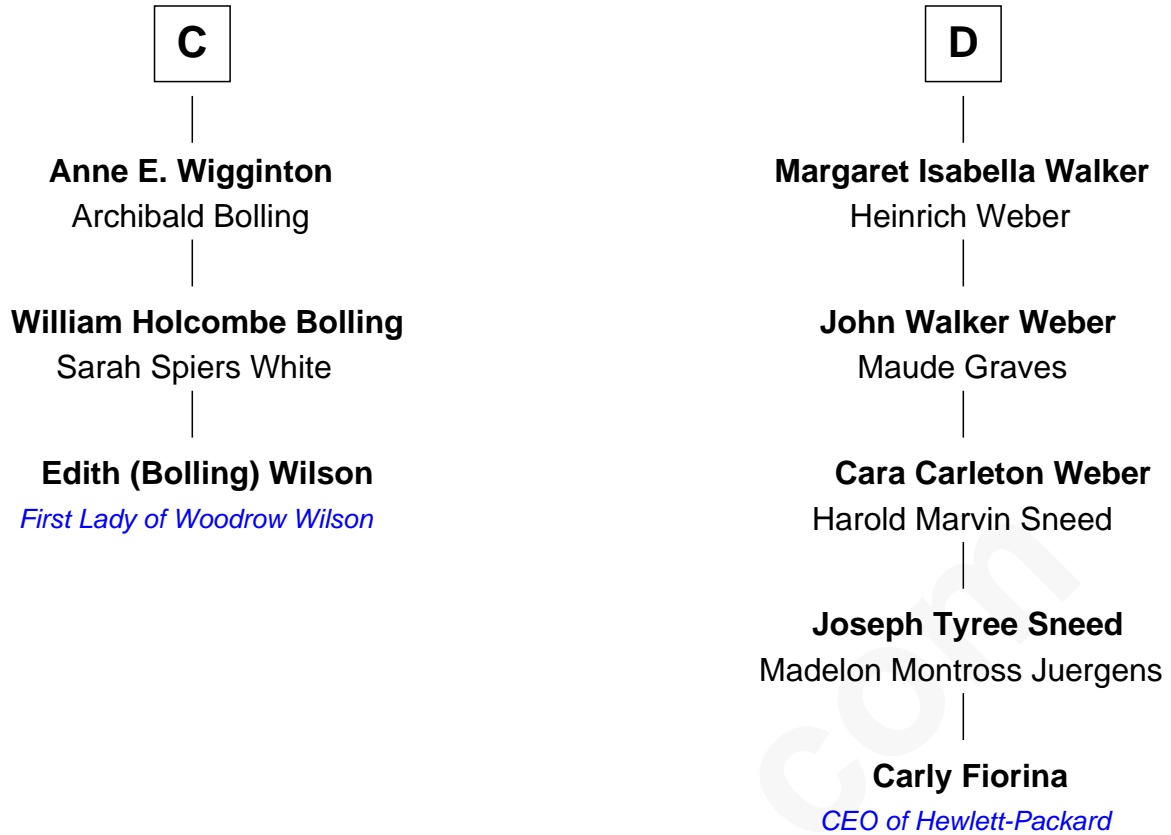 C
Anne E. Wigginton
Archibald Bolling
William Holcombe Bolling
Sarah Spiers White
Edith (Bolling) Wilson
First Lady of Woodrow Wilson
D
Margaret Isabella Walker
Heinrich Weber
John Walker Weber
Maude Graves
Cara Carleton Weber
Harold Marvin Sneed
Joseph Tyree Sneed
Madelon Montross Juergens
Carly Fiorina
CEO of Hewlett-Packard
com